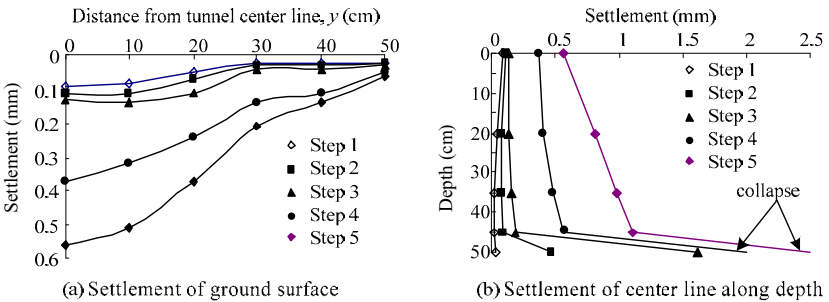 Distance from tunnel center line, y (cm)
0 10 20 30 40 50
0
0.1
0.2
0.3
0.4
0.5
0.6
Settlement (mm)
Step 1
Step 2
Step 3
Step 4
Step 5
(a) Settlement of ground surface
Settlement (mm)
0 0.5 1 1.5 2 2.5
0
10
20
30
40
50
Depth (cm)
Step 1
Step 2
Step 3
Step 4
Step 5
collapse
(b) Settlement of center line along depth